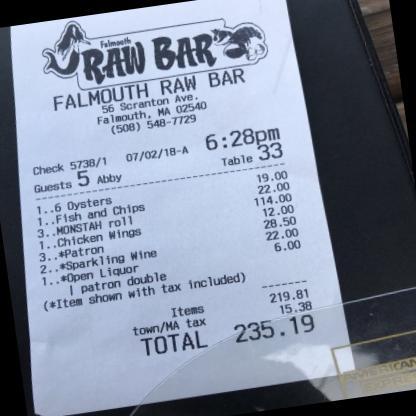 Falmouth
RAW BAR
FALMOUTH RAW BAR
56 Scranton Ave.
Falmouth, MA 02540
(508) 548-7729
6:28pm
Check 5738/1 07/02/18-A Table 33
Guests 5 Abby
1..6 Oysters 19.00
1..Fish and Chips 22.00
3..MONSTAH roll 114.00
1..Chicken Wings 12.00
3..*Patron 28.50
2..*Sparkling Wine 22.00
1..*Open Liquor 6.00
1 patron double
(*Item shown with tax included)
Items 219.81
town/MA tax 15.38
TOTAL 235.19
AMERICAN
EXPRESS